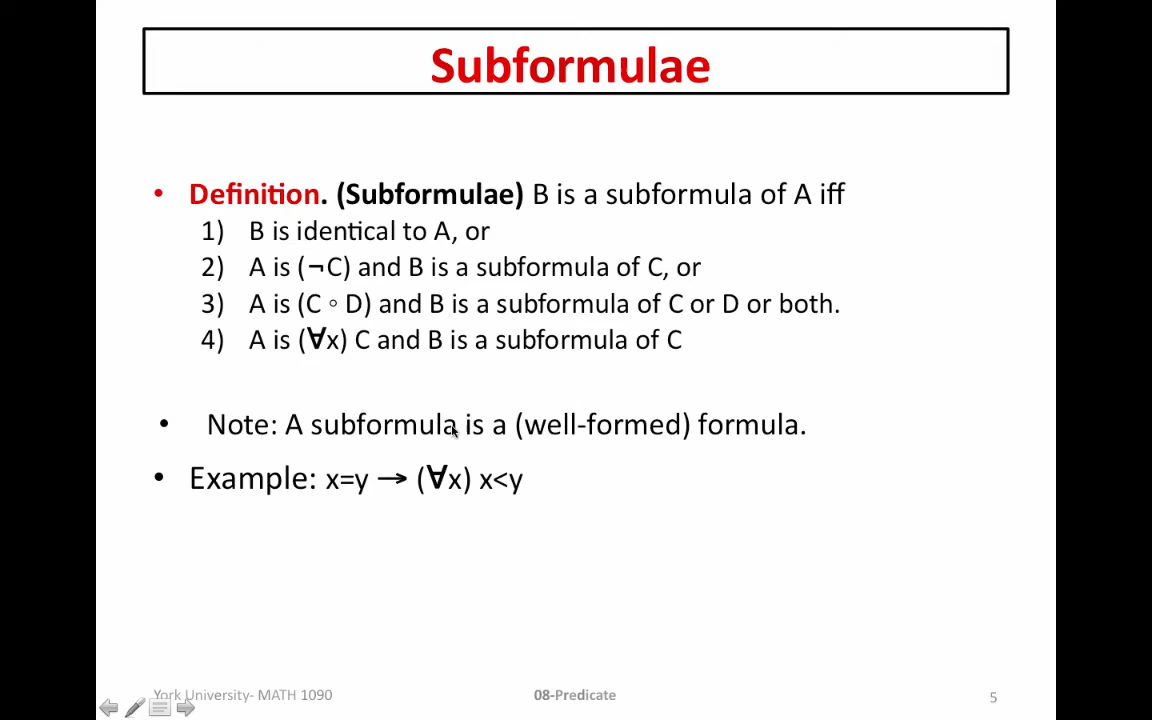 Subformulae
• Definition. (Subformulae) B is a subformula of A iff
1) B is identical to A, or
2) A is (¬C) and B is a subformula of C, or
3) A is (C ◦ D) and B is a subformula of C or D or both.
4) A is (∀x) C and B is a subformula of C
• Note: A subformula is a (well-formed) formula.
• Example: x=y → (∀x) x<y
York University- MATH 1090
08-Predicate
5